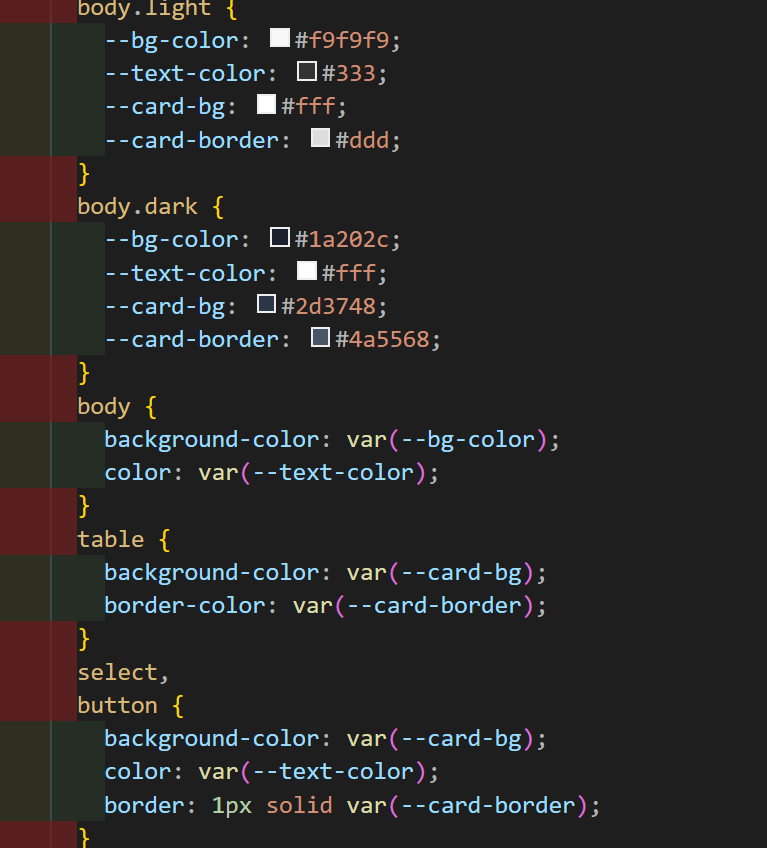 body.light {
--bg-color: #f9f9f9;
--text-color: #333;
--card-bg: #fff;
--card-border: #ddd;
}
body.dark {
--bg-color: #1a202c;
--text-color: #fff;
--card-bg: #2d3748;
--card-border: #4a5568;
}
body {
background-color: var(--bg-color);
color: var(--text-color);
}
table {
background-color: var(--card-bg);
border-color: var(--card-border);
}
select,
button {
background-color: var(--card-bg);
color: var(--text-color);
border: 1px solid var(--card-border);
}